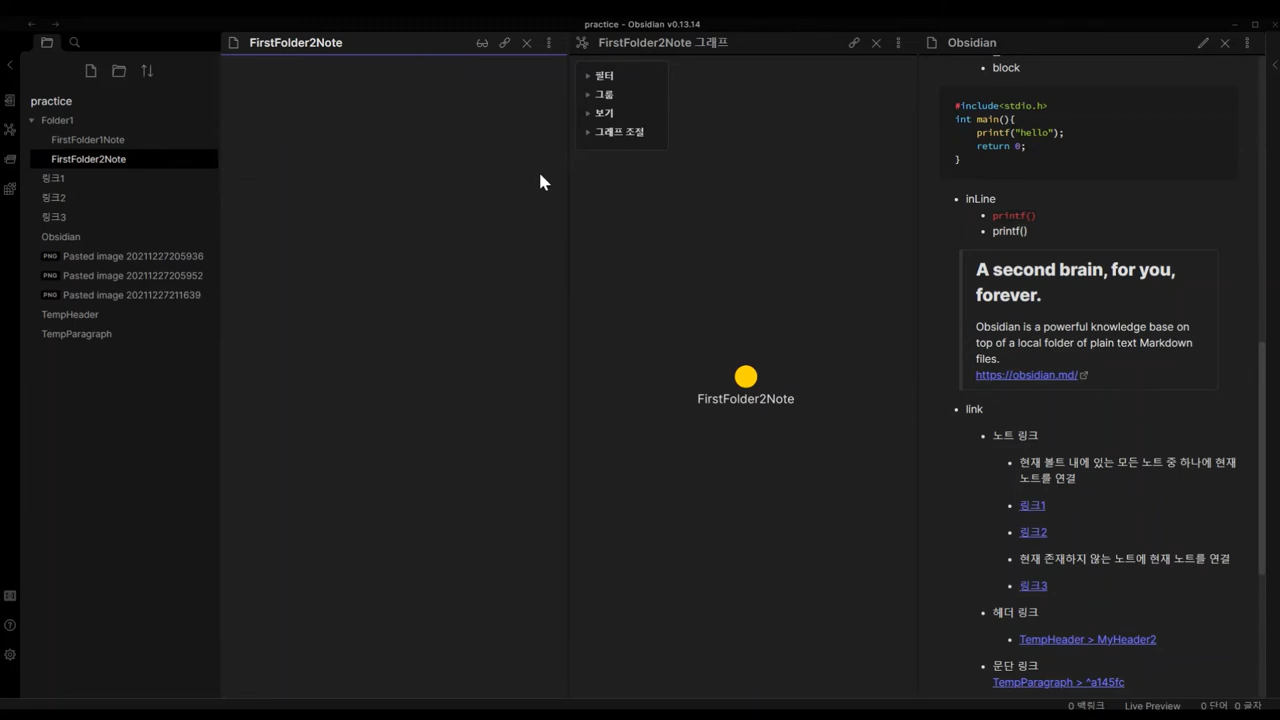 practice - Obsidian v0.13.14
practice
Folder1
FirstFolder1Note
FirstFolder2Note
링크1
링크2
링크3
Obsidian
PNG Pasted image 20211227205936
PNG Pasted image 20211227205952
PNG Pasted image 20211227211639
TempHeader
TempParagraph
FirstFolder2Note
FirstFolder2Note 그래프
필터
그룹
보기
그래프 조절
FirstFolder2Note
Obsidian
block
#include<stdio.h>
int main(){
printf("hello");
return 0;
}
inLine
printf()
printf()
A second brain, for you,
forever.
Obsidian is a powerful knowledge base on
top of a local folder of plain text Markdown
files.
https://obsidian.md/
link
노트 링크
현재 볼트 내에 있는 모든 노트 중 하나에 현재
노트를 연결
링크1
링크2
현재 존재하지 않는 노트에 현재 노트를 연결
링크3
헤더 링크
TempHeader > MyHeader2
문단 링크
TempParagraph > ^a145fc
0 백링크 Live Preview 0 단어 0 글자